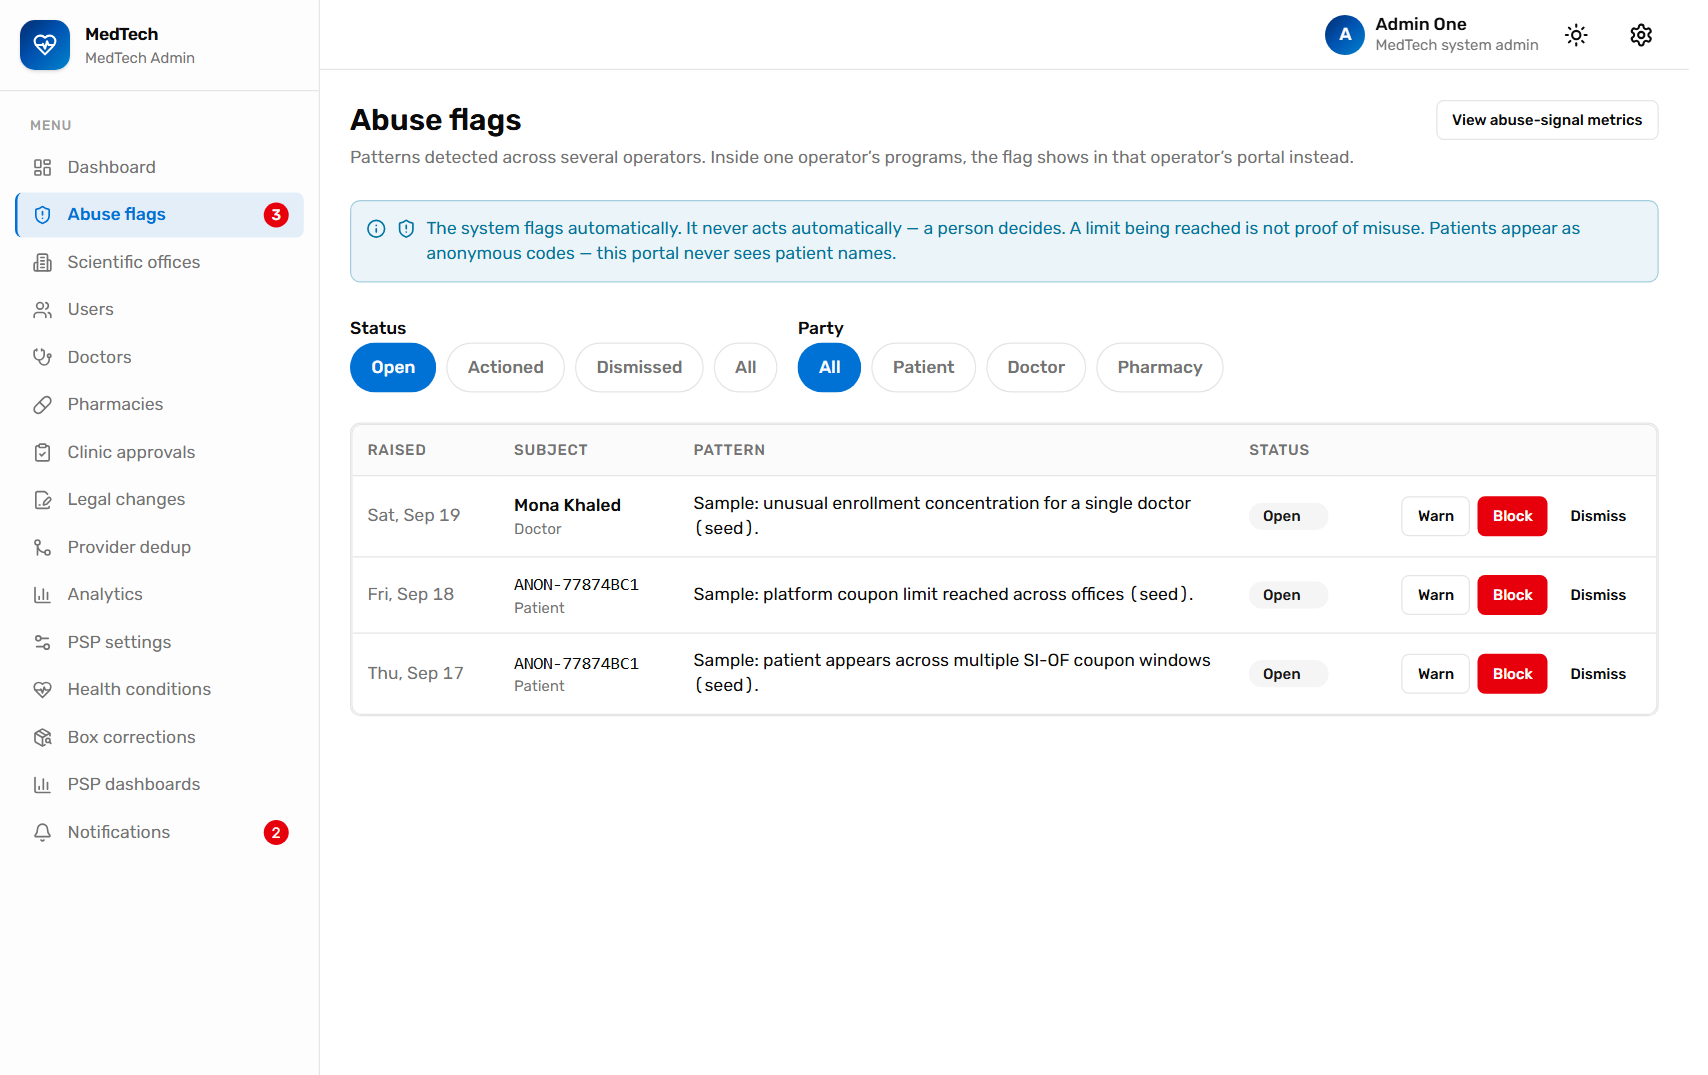 MedTech
MedTech Admin
MENU
Dashboard
Abuse flags
3
Scientific offices
Users
Doctors
Pharmacies
Clinic approvals
Legal changes
Provider dedup
Analytics
PSP settings
Health conditions
Box corrections
PSP dashboards
Notifications
2
A
Admin One
MedTech system admin
Abuse flags
View abuse-signal metrics
Patterns detected across several operators. Inside one operator’s programs, the flag shows in that operator’s portal instead.
The system flags automatically. It never acts automatically — a person decides. A limit being reached is not proof of misuse. Patients appear as
anonymous codes — this portal never sees patient names.
Status
Open
Actioned
Dismissed
All
Party
All
Patient
Doctor
Pharmacy
RAISED SUBJECT PATTERN STATUS
Sat, Sep 19
Mona Khaled
Doctor
Sample: unusual enrollment concentration for a single doctor
(seed).
Open
Warn
Block
Dismiss
Fri, Sep 18
ANON-77874BC1
Patient
Sample: platform coupon limit reached across offices (seed).
Open
Warn
Block
Dismiss
Thu, Sep 17
ANON-77874BC1
Patient
Sample: patient appears across multiple SI-OF coupon windows
(seed).
Open
Warn
Block
Dismiss